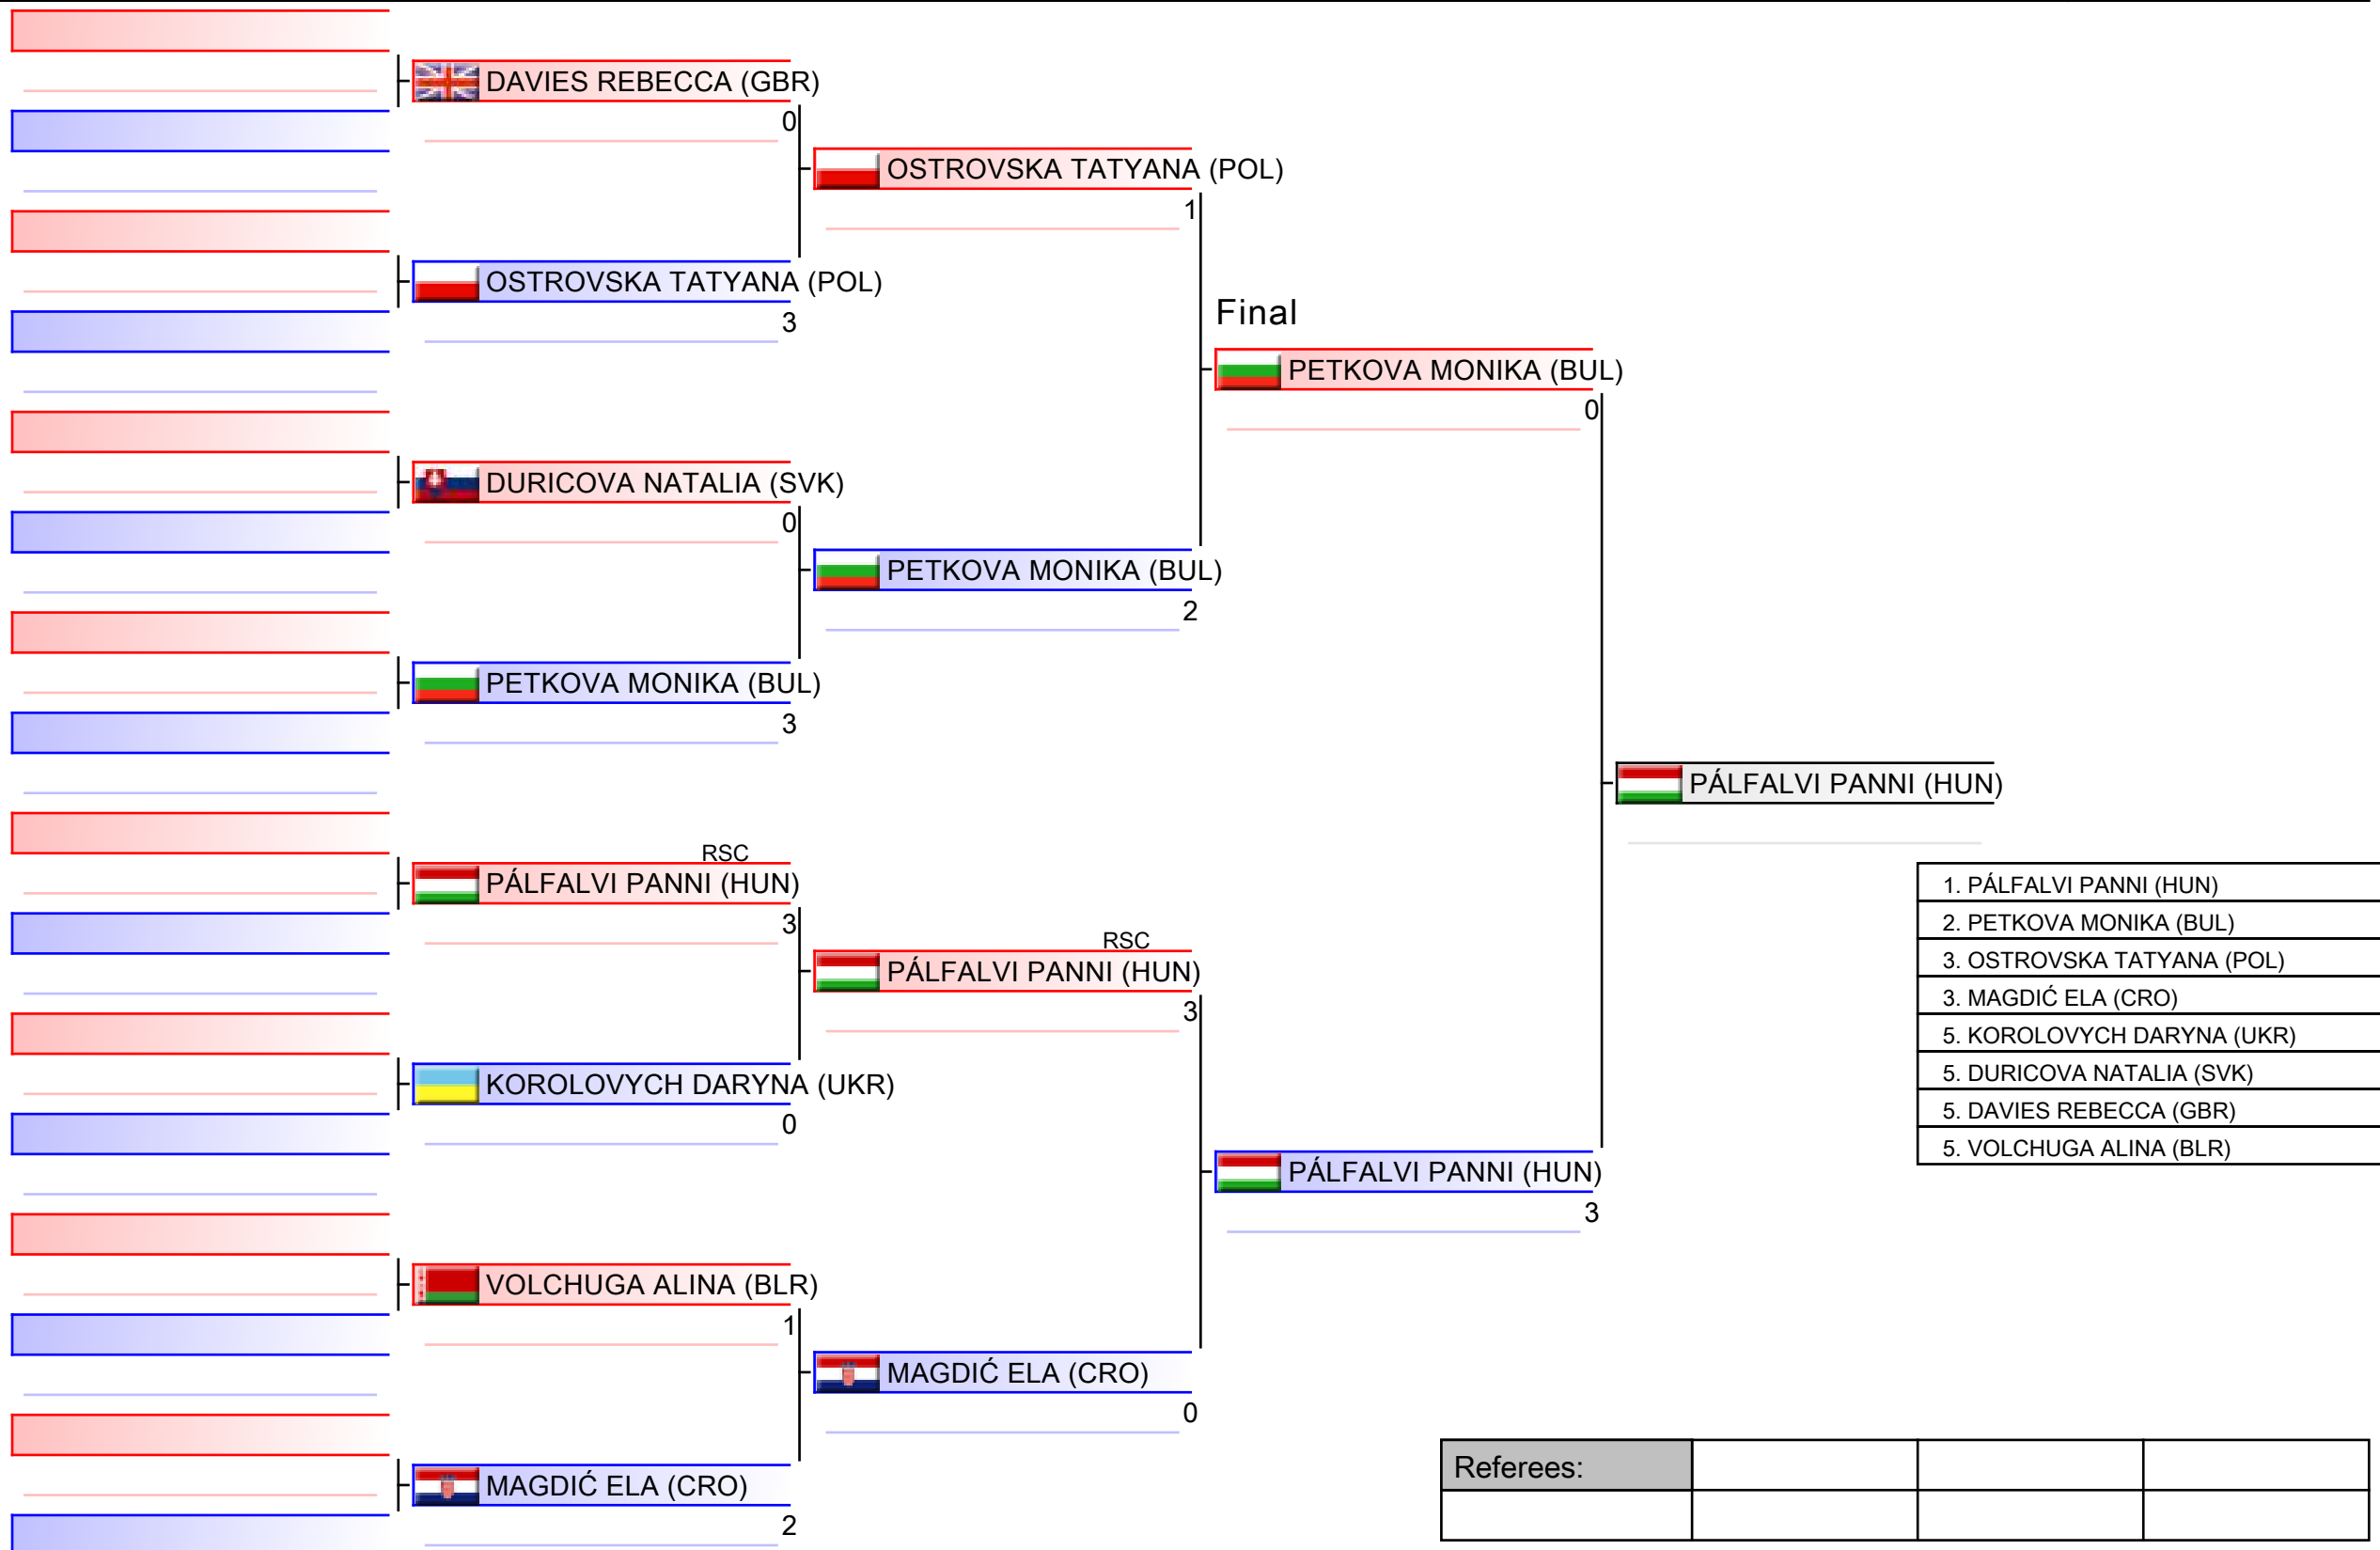 DAVIES REBECCA (GBR)
0
OSTROVSKA TATYANA (POL)
1
OSTROVSKA TATYANA (POL)
3
Final
PETKOVA MONIKA (BUL)
0
DURICOVA NATALIA (SVK)
0
PETKOVA MONIKA (BUL)
2
PETKOVA MONIKA (BUL)
3
PÁLFALVI PANNI (HUN)
RSC
PÁLFALVI PANNI (HUN)
3
RSC
PÁLFALVI PANNI (HUN)
3
KOROLOVYCH DARYNA (UKR)
0
PÁLFALVI PANNI (HUN)
3
VOLCHUGA ALINA (BLR)
1
MAGDIĆ ELA (CRO)
0
MAGDIĆ ELA (CRO)
2
1. PÁLFALVI PANNI (HUN)
2. PETKOVA MONIKA (BUL)
3. OSTROVSKA TATYANA (POL)
3. MAGDIĆ ELA (CRO)
5. KOROLOVYCH DARYNA (UKR)
5. DURICOVA NATALIA (SVK)
5. DAVIES REBECCA (GBR)
5. VOLCHUGA ALINA (BLR)
Referees: